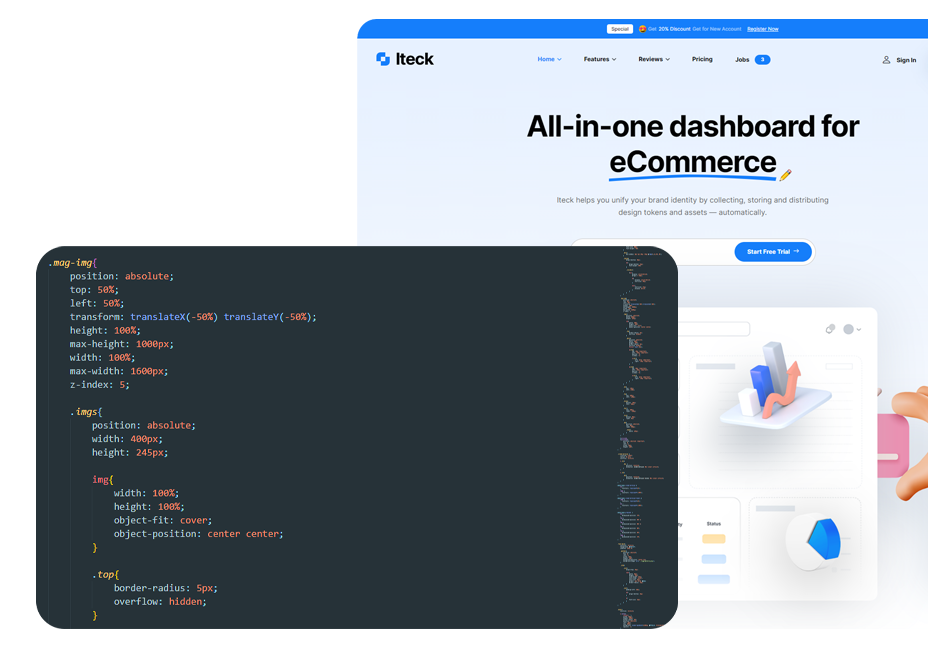 Special Get 20% Discount Get for New Account Register Now
Iteck
Home Features Reviews Pricing Jobs 3 Sign In
All-in-one dashboard for
eCommerce
Iteck helps you unify your brand identity by collecting, storing and distributing
design tokens and assets — automatically.
Start Free Trial →
Status
.mag-img{
position: absolute;
top: 50%;
left: 50%;
transform: translateX(-50%) translateY(-50%);
height: 100%;
max-height: 1000px;
width: 100%;
max-width: 1600px;
z-index: 5;
.imgs{
position: absolute;
width: 400px;
height: 245px;
img{
width: 100%;
height: 100%;
object-fit: cover;
object-position: center center;
}
.top{
border-radius: 5px;
overflow: hidden;
}